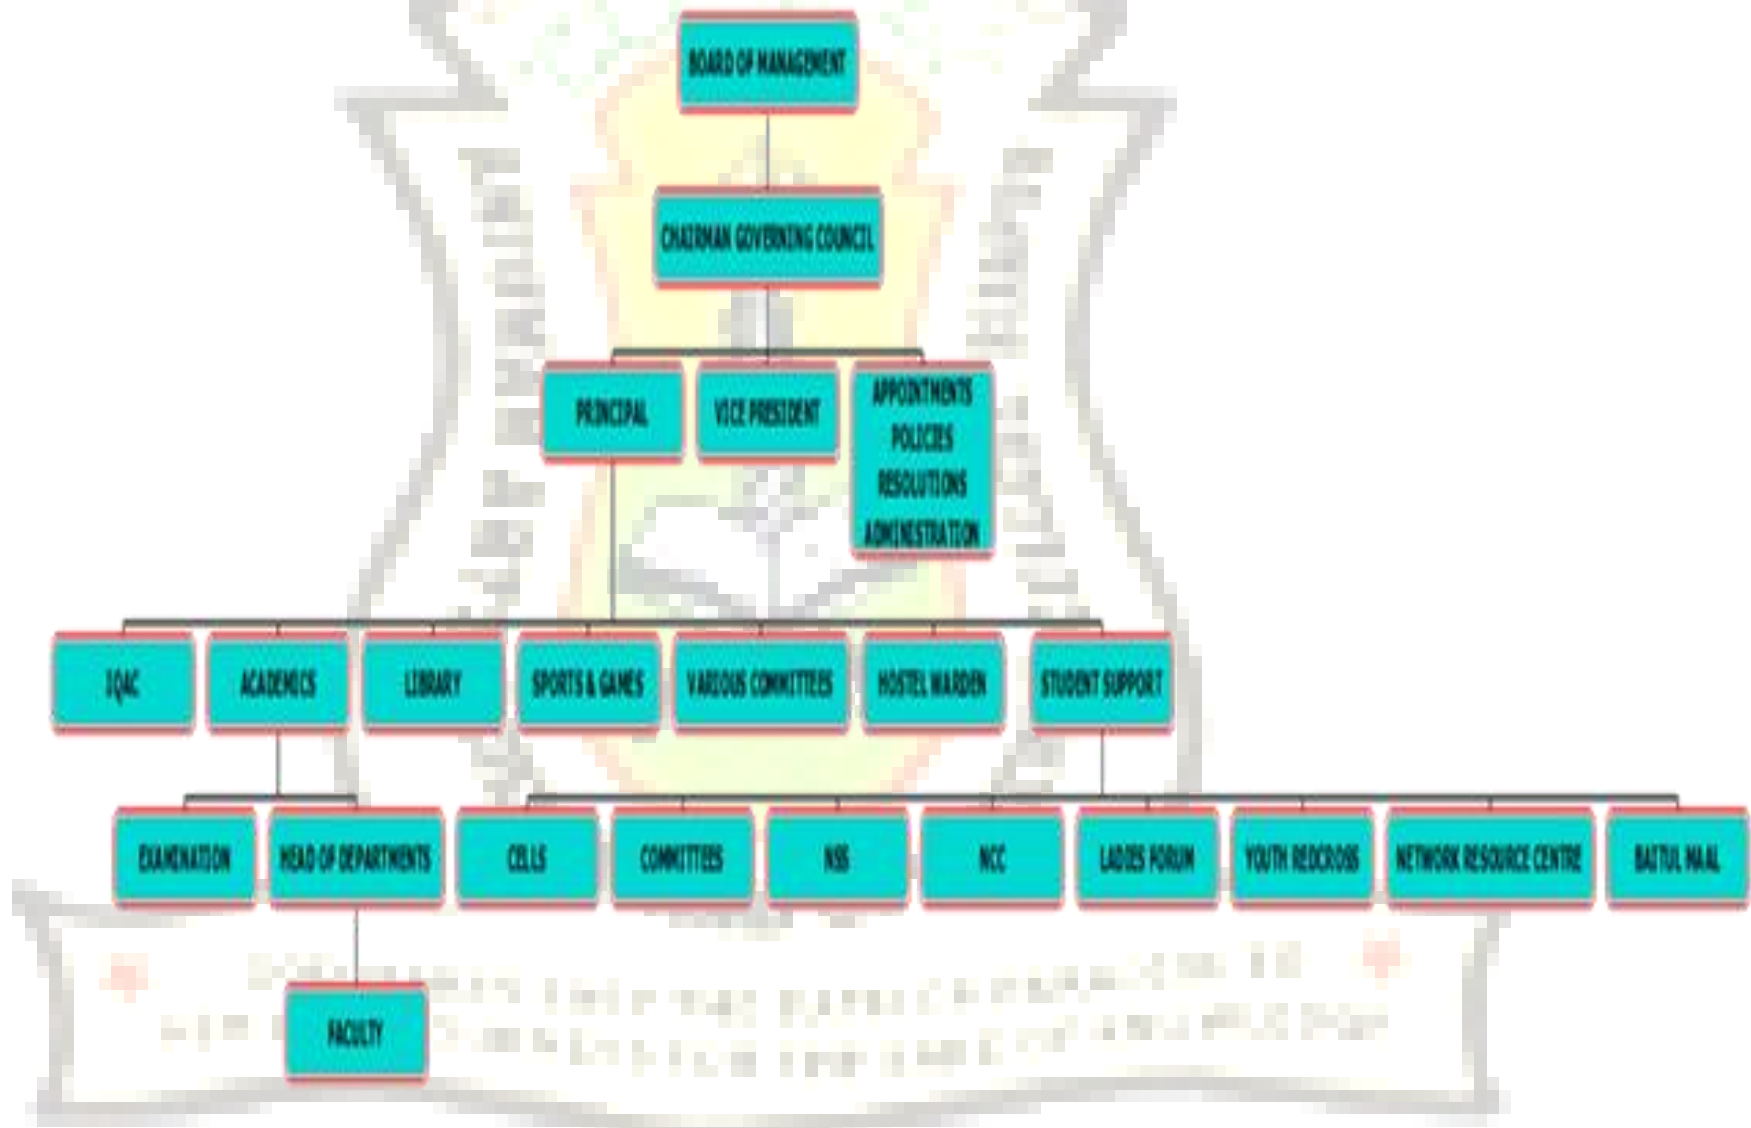 BOARD OF MANAGEMENT
CHAIRMAN GOVERNING COUNCIL
PRINCIPAL
VICE PRESIDENT
APPOINTMENTS
POLICIES
RESOLUTIONS
ADMINISTRATION
IQAC
ACADEMICS
LIBRARY
SPORTS & GAMES
VARIOUS COMMITTEES
HOSTEL WARDEN
STUDENT SUPPORT
EXAMINATION
HEAD OF DEPARTMENTS
CELLS
COMMITTEES
NSS
NCC
LADIES FORUM
YOUTH REDCROSS
NETWORK RESOURCE CENTRE
BAITUL MAAL
FACULTY